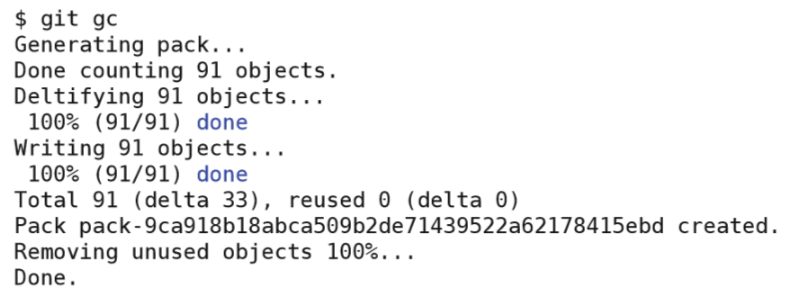 $ git gc
Generating pack...
Done counting 91 objects.
Deltifying 91 objects...
100% (91/91) done
Writing 91 objects...
100% (91/91) done
Total 91 (delta 33), reused 0 (delta 0)
Pack pack-9ca918b18abca509b2de71439522a62178415ebd created.
Removing unused objects 100%...
Done.